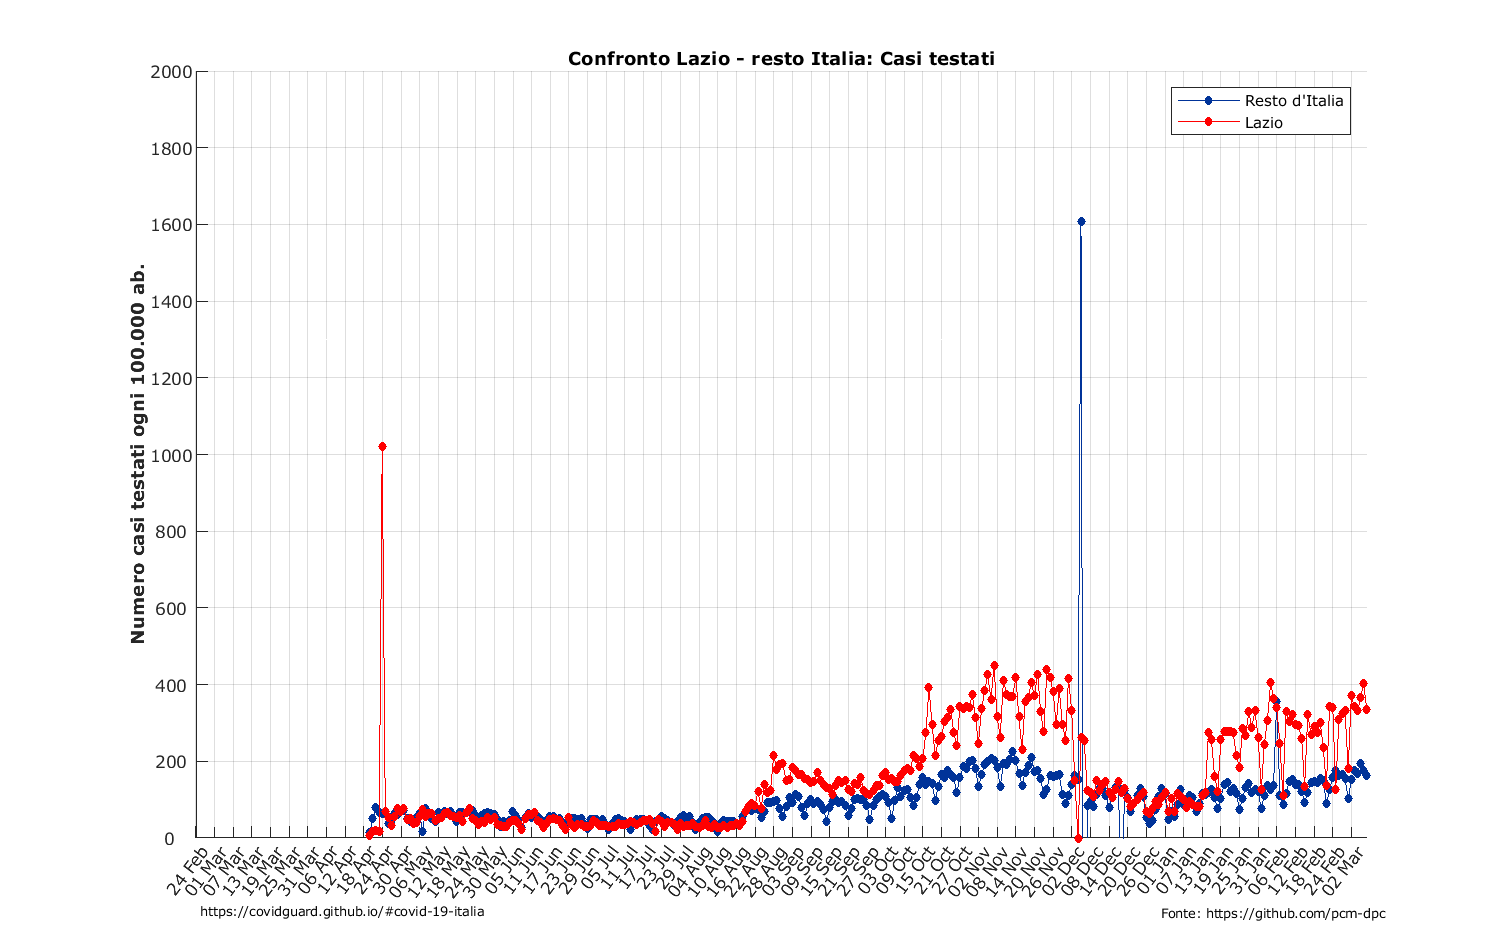 Confronto Lazio - resto Italia: Casi testati
Resto d'Italia
Lazio
Numero casi testati ogni 100.000 ab.
2000
1800
1600
1400
1200
1000
800
600
400
200
0
24 Feb
01 Mar
07 Mar
13 Mar
19 Mar
25 Mar
31 Mar
06 Apr
12 Apr
18 Apr
24 Apr
30 Apr
06 May
12 May
18 May
24 May
30 May
05 Jun
11 Jun
17 Jun
23 Jun
29 Jun
05 Jul
11 Jul
17 Jul
23 Jul
29 Jul
04 Aug
10 Aug
16 Aug
22 Aug
28 Aug
03 Sep
09 Sep
15 Sep
21 Sep
27 Sep
03 Oct
09 Oct
15 Oct
21 Oct
27 Oct
02 Nov
08 Nov
14 Nov
20 Nov
26 Nov
02 Dec
08 Dec
14 Dec
20 Dec
26 Dec
01 Jan
07 Jan
13 Jan
19 Jan
25 Jan
31 Jan
06 Feb
12 Feb
18 Feb
24 Feb
02 Mar
https://covidguard.github.io/#covid-19-italia
Fonte: https://github.com/pcm-dpc